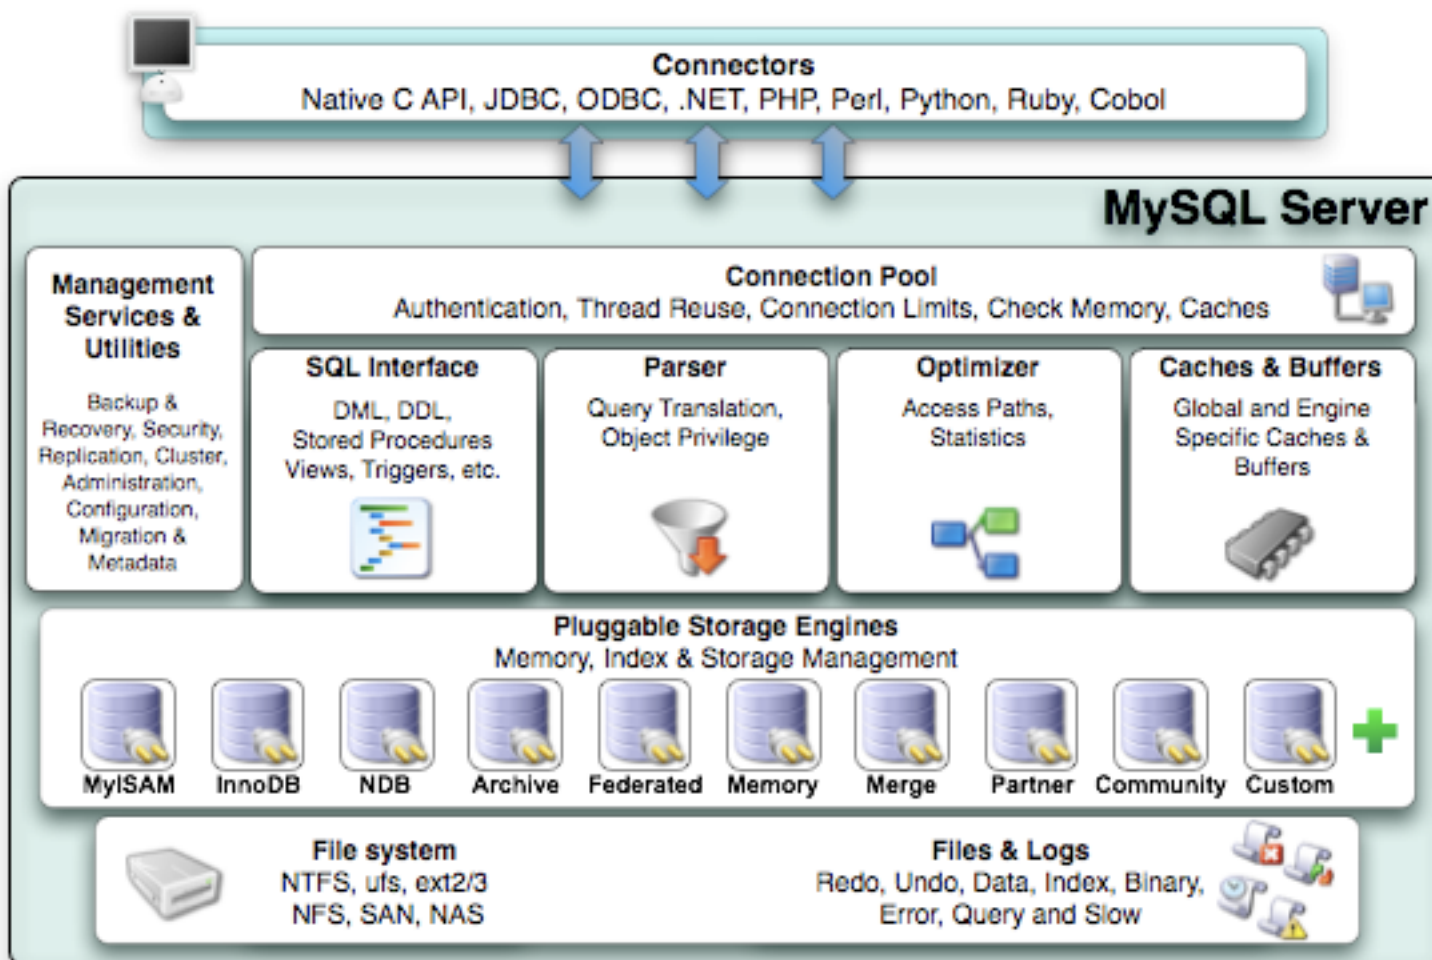 Connectors
Native C API, JDBC, ODBC, .NET, PHP, Perl, Python, Ruby, Cobol
MySQL Server
Management
Services &
Utilities
Backup &
Recovery, Security,
Replication, Cluster,
Administration,
Configuration,
Migration &
Metadata
Connection Pool
Authentication, Thread Reuse, Connection Limits, Check Memory, Caches
SQL Interface
DML, DDL,
Stored Procedures
Views, Triggers, etc.
Parser
Query Translation,
Object Privilege
Optimizer
Access Paths,
Statistics
Caches & Buffers
Global and Engine
Specific Caches &
Buffers
Pluggable Storage Engines
Memory, Index & Storage Management
MyISAM
InnoDB
NDB
Archive
Federated
Memory
Merge
Partner
Community
Custom
File system
NTFS, ufs, ext2/3
NFS, SAN, NAS
Files & Logs
Redo, Undo, Data, Index, Binary,
Error, Query and Slow